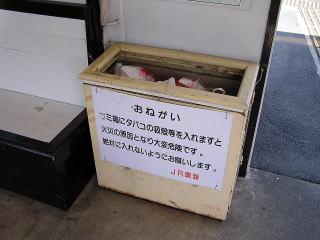 おねがい
ゴミ箱にタバコの吸殻等を入れますと
火災の原因となり大変危険です。
絶対に入れないようにお願いします。
JR東海